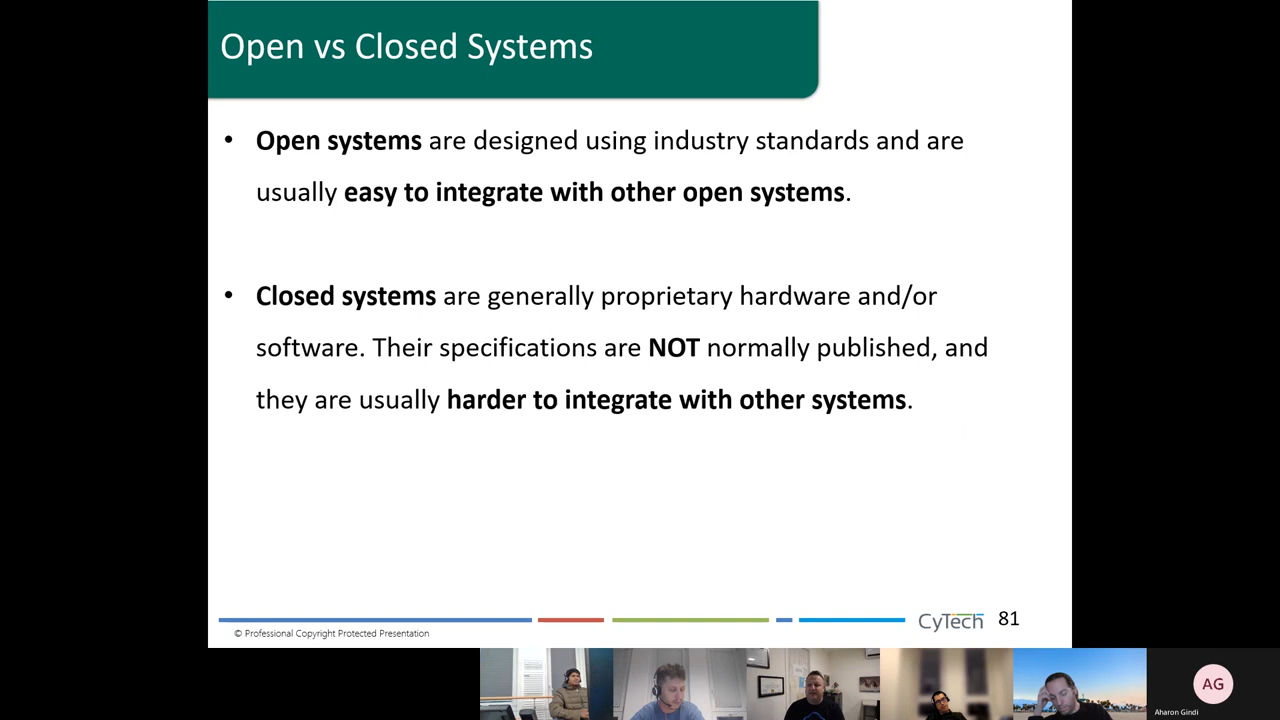 Open vs Closed Systems
• Open systems are designed using industry standards and are
usually easy to integrate with other open systems.
• Closed systems are generally proprietary hardware and/or
software. Their specifications are NOT normally published, and
they are usually harder to integrate with other systems.
CyTech 81
© Professional Copyright Protected Presentation
AG
Aharon Gindi